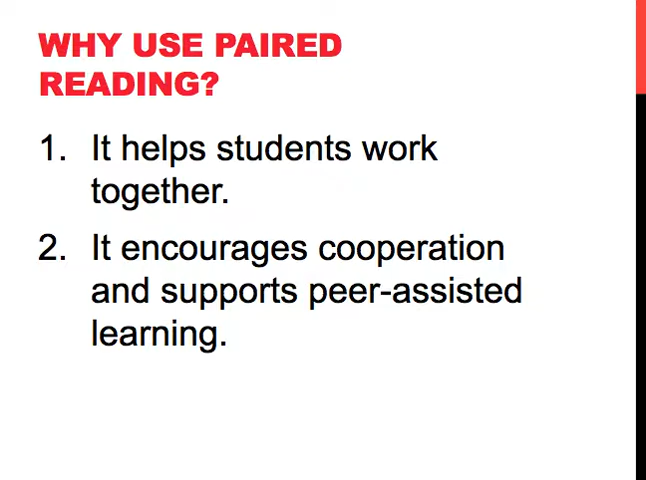 WHY USE PAIRED
READING?
1. It helps students work
together.
2. It encourages cooperation
and supports peer-assisted
learning.